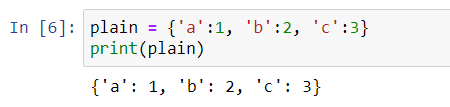 In [6]: plain = {'a':1, 'b':2, 'c':3}
print(plain)
{'a': 1, 'b': 2, 'c': 3}